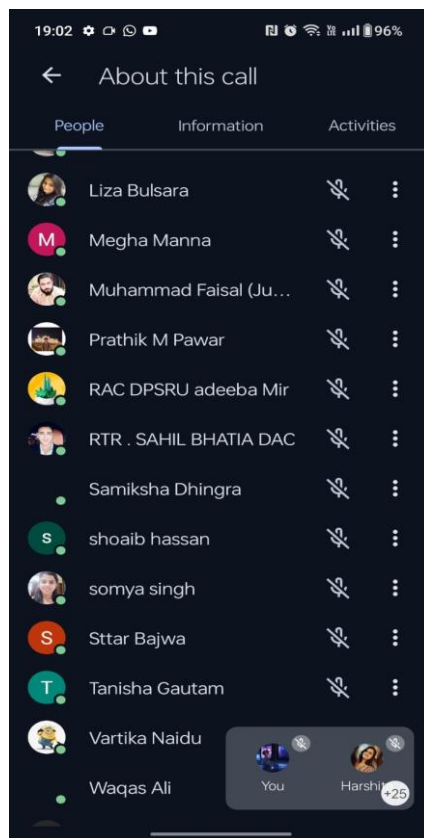 19:02 96%
About this call
People Information Activities
Liza Bulsara
M Megha Manna
Muhammad Faisal (Ju...
Prathik M Pawar
RAC DPSRU adeeba Mir
RTR . SAHIL BHATIA DAC
Samiksha Dhingra
s shoaib hassan
somya singh
S Sttar Bajwa
T Tanisha Gautam
Vartika Naidu
Waqas Ali
You Harshi +25